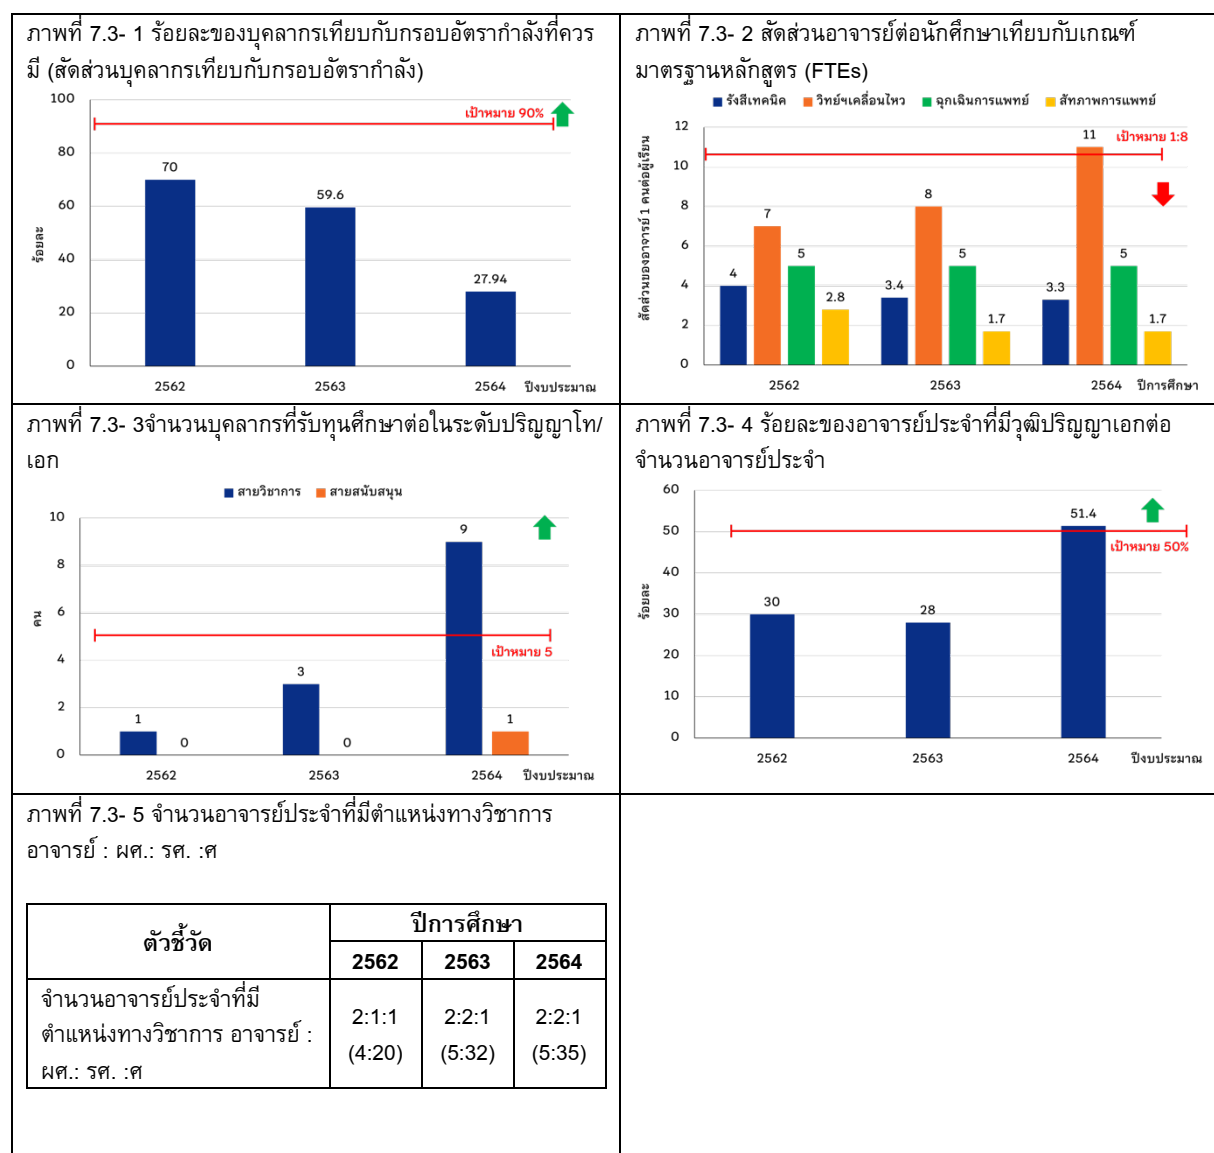 ภาพที่ 7.3- 1 ร้อยละของบุคลากรเทียบกับกรอบอัตรากำลังที่ควร
มี (สัดส่วนบุคลากรเทียบกับกรอบอัตรากำลัง)
100
80
60
40
20
0
ร้อยละ
เป้าหมาย 90%
70
59.6
27.94
2562
2563
2564
ปีงบประมาณ
ภาพที่ 7.3- 2 สัดส่วนอาจารย์ต่อนักศึกษาเทียบกับเกณฑ์
มาตรฐานหลักสูตร (FTEs)
รังสีเทคนิค
วิทย์ฯเคลื่อนไหว
ฉุกเฉินการแพทย์
สัทภาพการแพทย์
12
10
8
6
4
2
0
สัดส่วนของอาจารย์ 1 คนต่อผู้เรียน
เป้าหมาย 1:8
4
7
5
2.8
3.4
8
5
1.7
3.3
11
5
1.7
2562
2563
2564
ปีการศึกษา
ภาพที่ 7.3- 3จำนวนบุคลากรที่รับทุนศึกษาต่อในระดับปริญญาโท/
เอก
สายวิชาการ
สายสนับสนุน
10
8
6
4
2
0
คน
เป้าหมาย 5
1
0
3
0
9
1
2562
2563
2564
ปีงบประมาณ
ภาพที่ 7.3- 4 ร้อยละของอาจารย์ประจำที่มีวุฒิปริญญาเอกต่อ
จำนวนอาจารย์ประจำ
60
50
40
30
20
10
0
ร้อยละ
เป้าหมาย 50%
30
28
51.4
2562
2563
2564
ปีงบประมาณ
ภาพที่ 7.3- 5 จำนวนอาจารย์ประจำที่มีตำแหน่งทางวิชาการ
อาจารย์ : ผศ.: รศ. :ศ
ตัวชี้วัด
ปีการศึกษา
2562
2563
2564
จำนวนอาจารย์ประจำที่มี
ตำแหน่งทางวิชาการ อาจารย์ :
ผศ.: รศ. :ศ
2:1:1
(4:20)
2:2:1
(5:32)
2:2:1
(5:35)